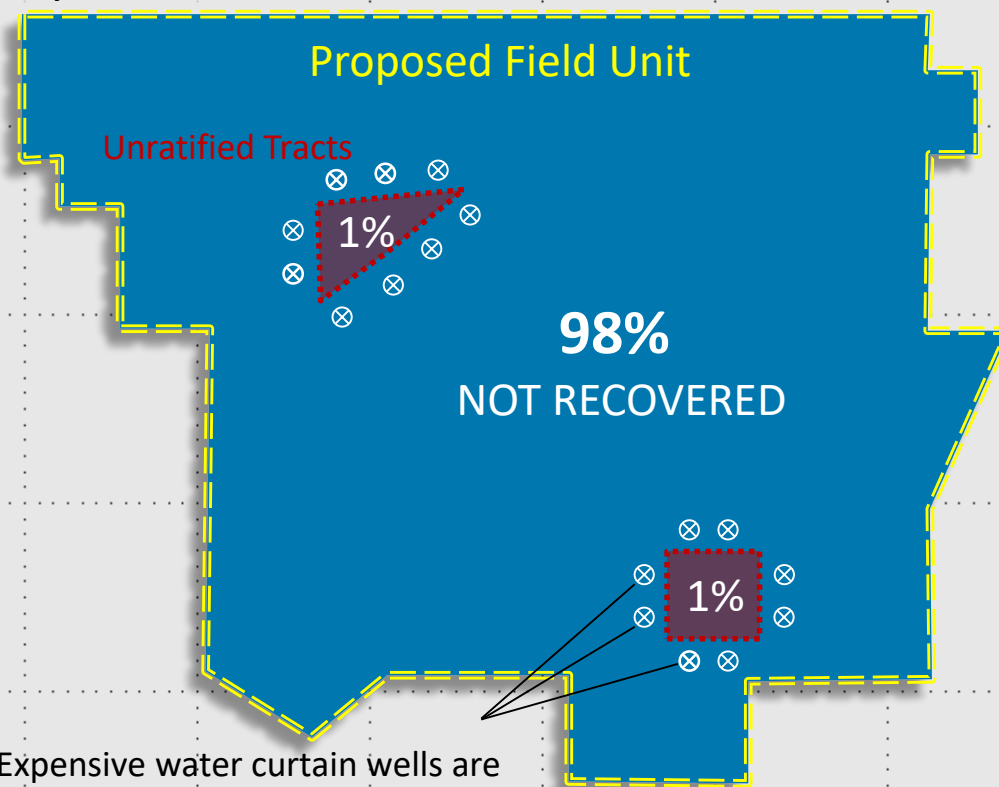 Proposed Field Unit
Unratified Tracts
1%
98%
NOT RECOVERED
1%
Expensive water curtain wells are